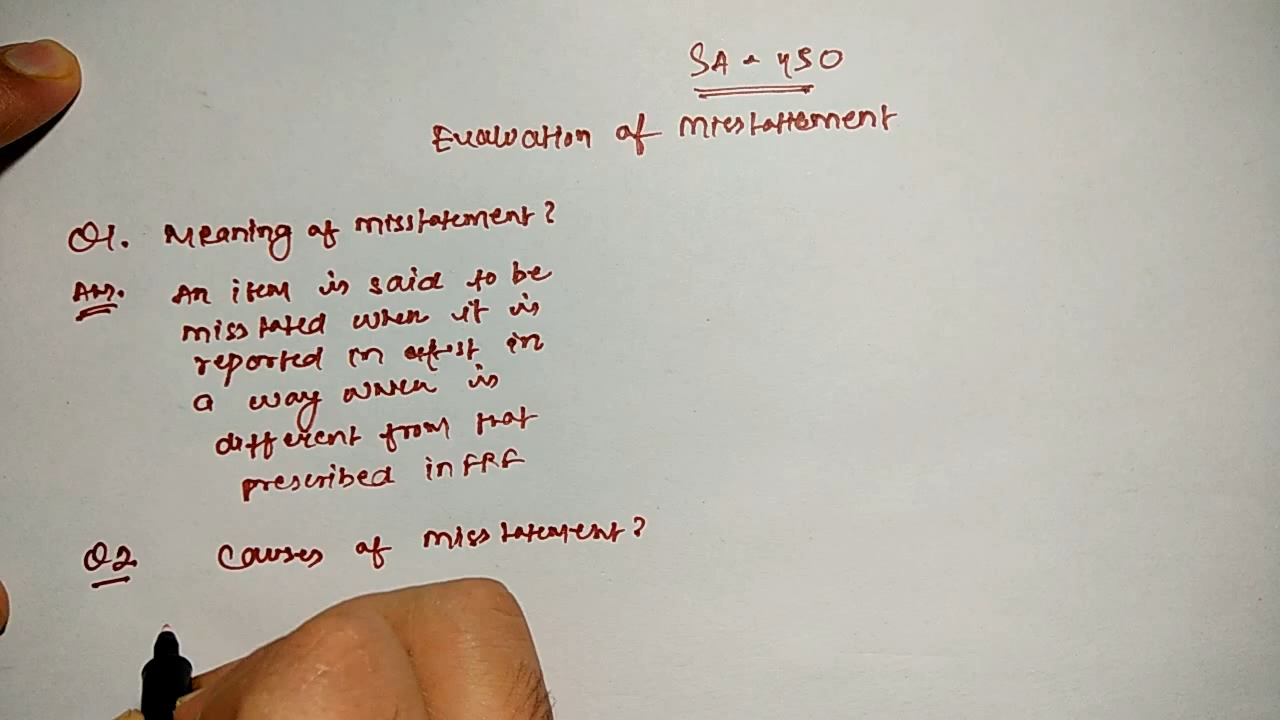 SA - 450
Evaluation of Misstatement
Q1. Meaning of misstatement?
Ans. An item is said to be
misstated when it is
reported in in
a way which is
different from that
prescribed in FRF
Q2 Causes of misstatement?